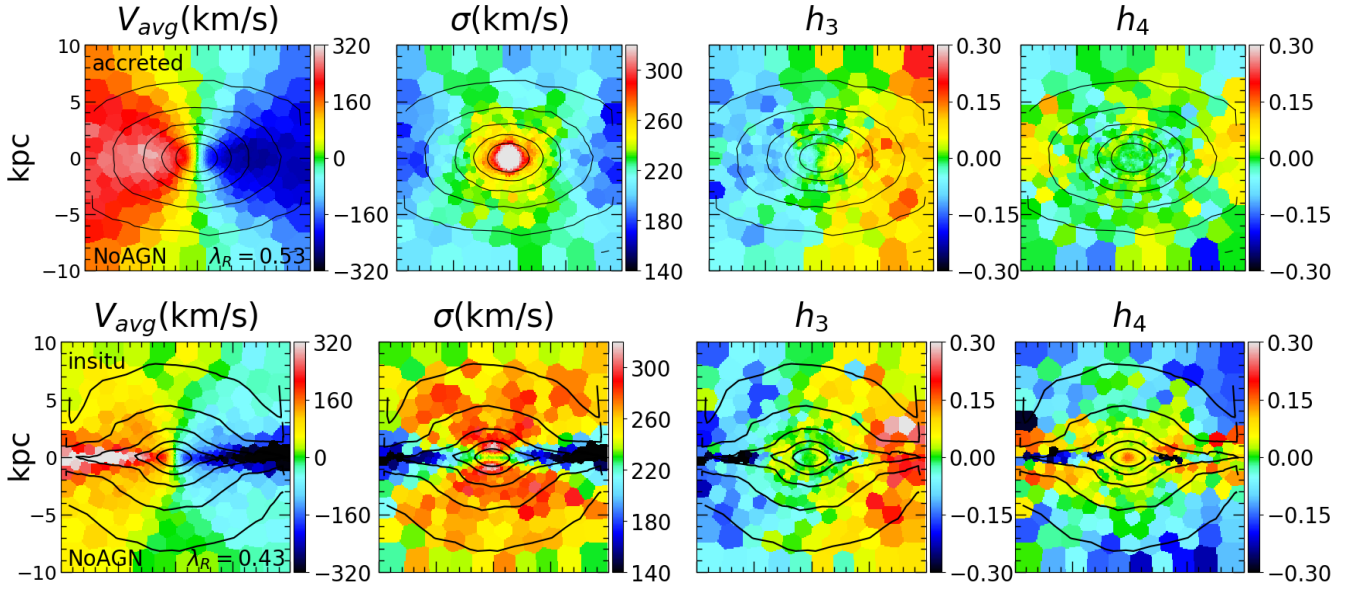 V_avg(km/s) σ(km/s) h_3 h_4
10 320 0.30 0.30
accreted
300
5 160 0.15 0.15
260
kpc 0 0 0.00 0.00
220
−5 −160 −0.15 −0.15
180
NoAGN λ_R = 0.53
−10 −320 140 −0.30 −0.30
V_avg(km/s) σ(km/s) h_3 h_4
10 320 0.30 0.30
insitu
300
5 160 0.15 0.15
260
kpc 0 0 0.00 0.00
220
−5 −160 −0.15 −0.15
180
NoAGN λ_R = 0.43
−10 −320 140 −0.30 −0.30